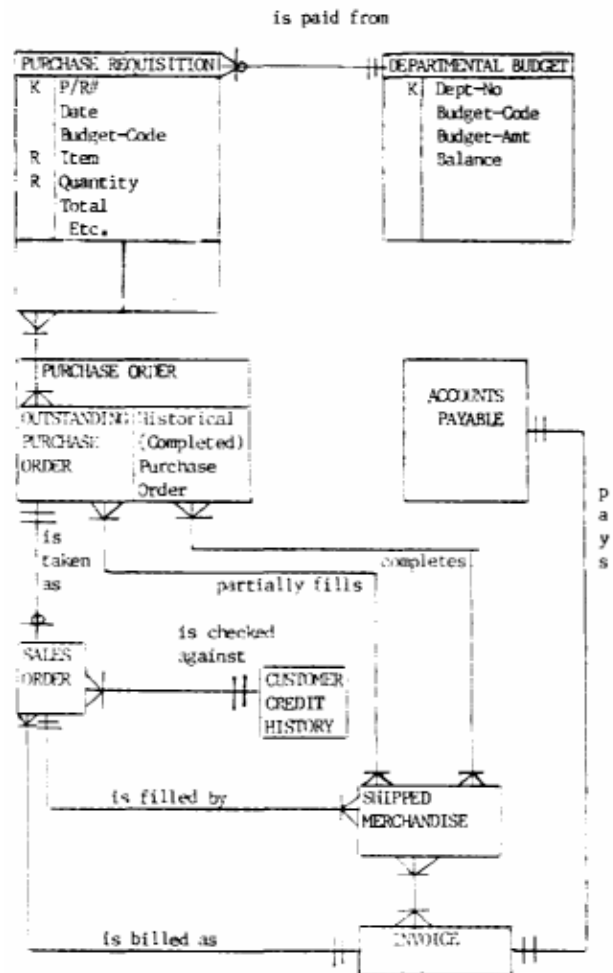 is paid from
PURCHASE REQUISITION
K P/R#
Date
Budget-Code
R Item
R Quantity
Total
Etc.
DEPARTMENTAL BUDGET
K Dept-No
Budget-Code
Budget-Amt
Balance
PURCHASE ORDER
OUTSTANDING
PURCHASE
ORDER
Historical
(Completed)
Purchase
Order
ACCOUNTS
PAYABLE
pays
is
taken
as
partially fills
completes
is checked
against
SALES
ORDER
CUSTOMER
CREDIT
HISTORY
is filled by
SHIPPED
MERCHANDISE
is billed as
INVOICE